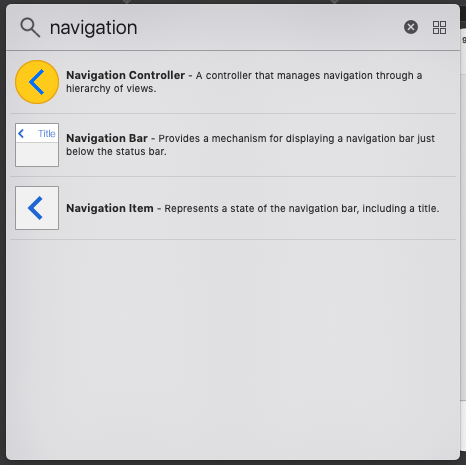 navigation
Navigation Controller - A controller that manages navigation through a
hierarchy of views.
Title
Navigation Bar - Provides a mechanism for displaying a navigation bar just
below the status bar.
Navigation Item - Represents a state of the navigation bar, including a title.